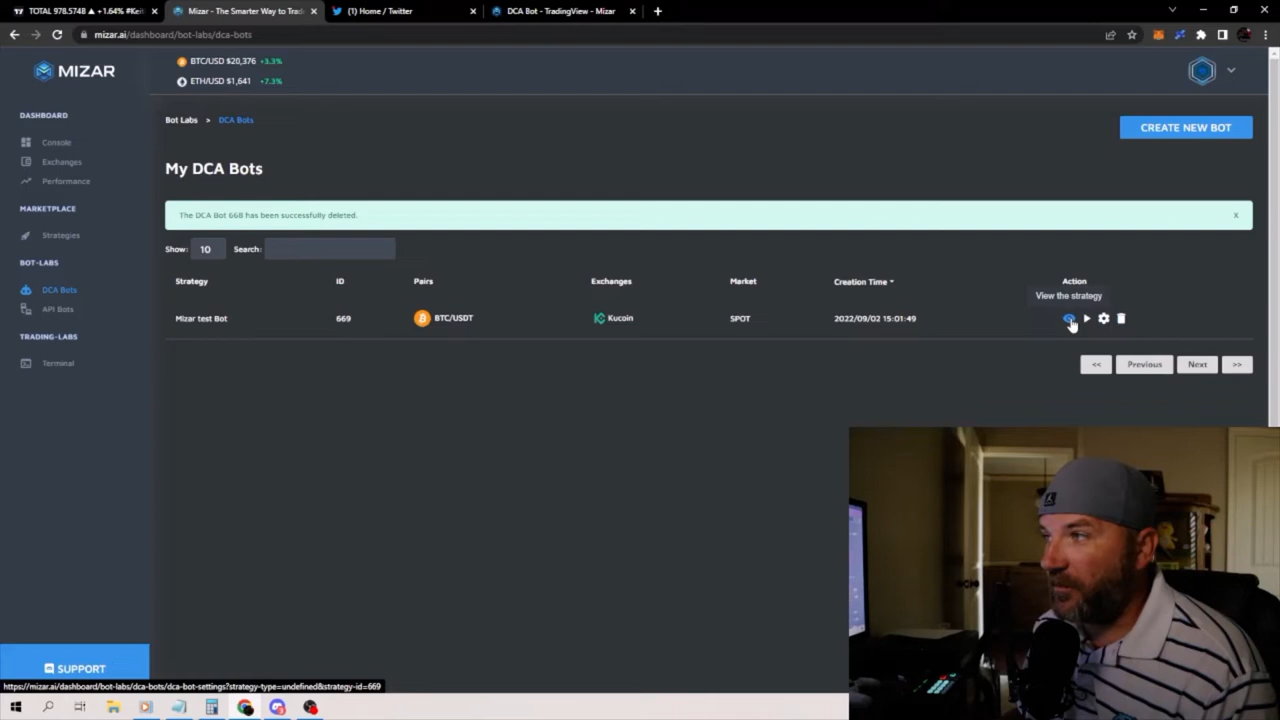 TOTAL 978.574B ▲ +1.64% #Keit
Mizar - The Smarter Way to Trade
(1) Home / Twitter
DCA Bot - TradingView - Mizar
mizar.ai/dashboard/bot-labs/dca-bots
MIZAR
BTC/USD $20,376 +3.3%
ETH/USD $1,641 +7.3%
DASHBOARD
Console
Exchanges
Performance
MARKETPLACE
Strategies
BOT-LABS
DCA Bots
API Bots
TRADING-LABS
Terminal
SUPPORT
Bot Labs > DCA Bots
CREATE NEW BOT
My DCA Bots
The DCA Bot 668 has been successfully deleted. x
Show: 10 Search:
Strategy ID Pairs Exchanges Market Creation Time Action
View the strategy
Mizar test Bot 669 BTC/USDT Kucoin SPOT 2022/09/02 15:01:49
<< Previous Next >>
https://mizar.ai/dashboard/bot-labs/dca-bots/dca-bot-settings?strategy-type=undefined&strategy-id=669